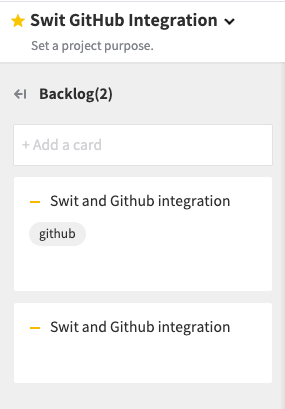 Swit GitHub Integration
Set a project purpose.
Backlog(2)
+ Add a card
Swit and Github integration
github
Swit and Github integration